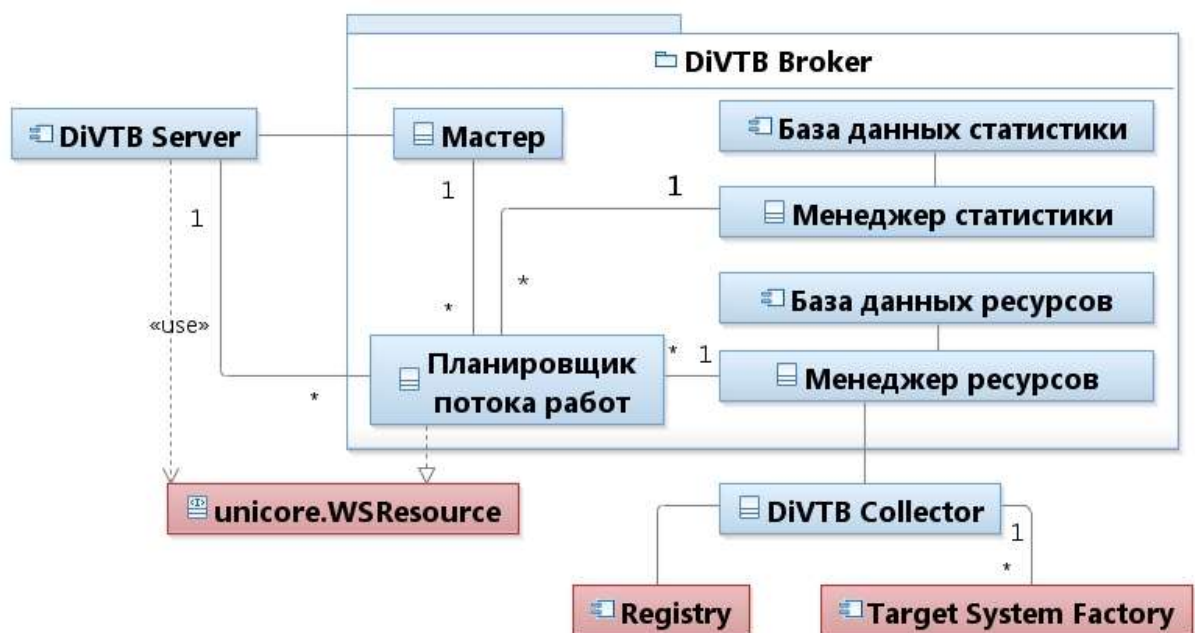 DiVTB Broker
DiVTB Server
Мастер
База данных статистики
1
1
1
Менеджер статистики
*
База данных ресурсов
*
«use»
Планировщик
потока работ
*
1
Менеджер ресурсов
*
unicore.WSResource
DiVTB Collector
1
*
Registry
Target System Factory